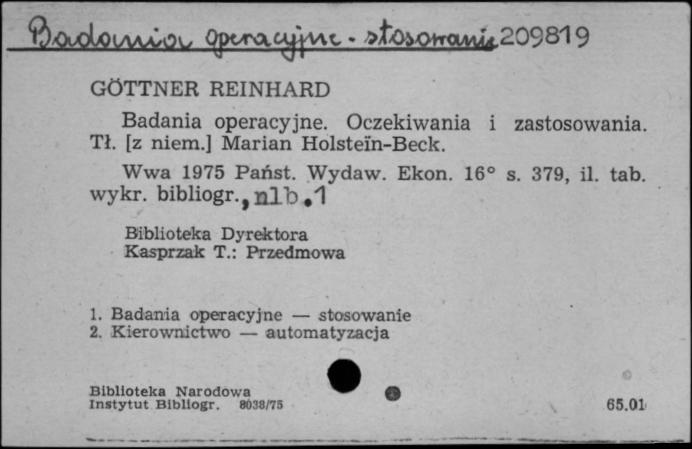 Badania operacyjne - stosowanie 209819
GÖTTNER REINHARD
Badania operacyjne. Oczekiwania i zastosowania.
Tł. [z niem.] Marian Holsteïn-Beck.
Wwa 1975 Państ. Wydaw. Ekon. 16° s. 379, il. tab.
wykr. bibliogr., nlb.1
Biblioteka Dyrektora
Kasprzak T.: Przedmowa
1. Badania operacyjne — stosowanie
2. Kierownictwo — automatyzacja
Biblioteka Narodowa
Instytut Bibliogr. 8038/75 65.01